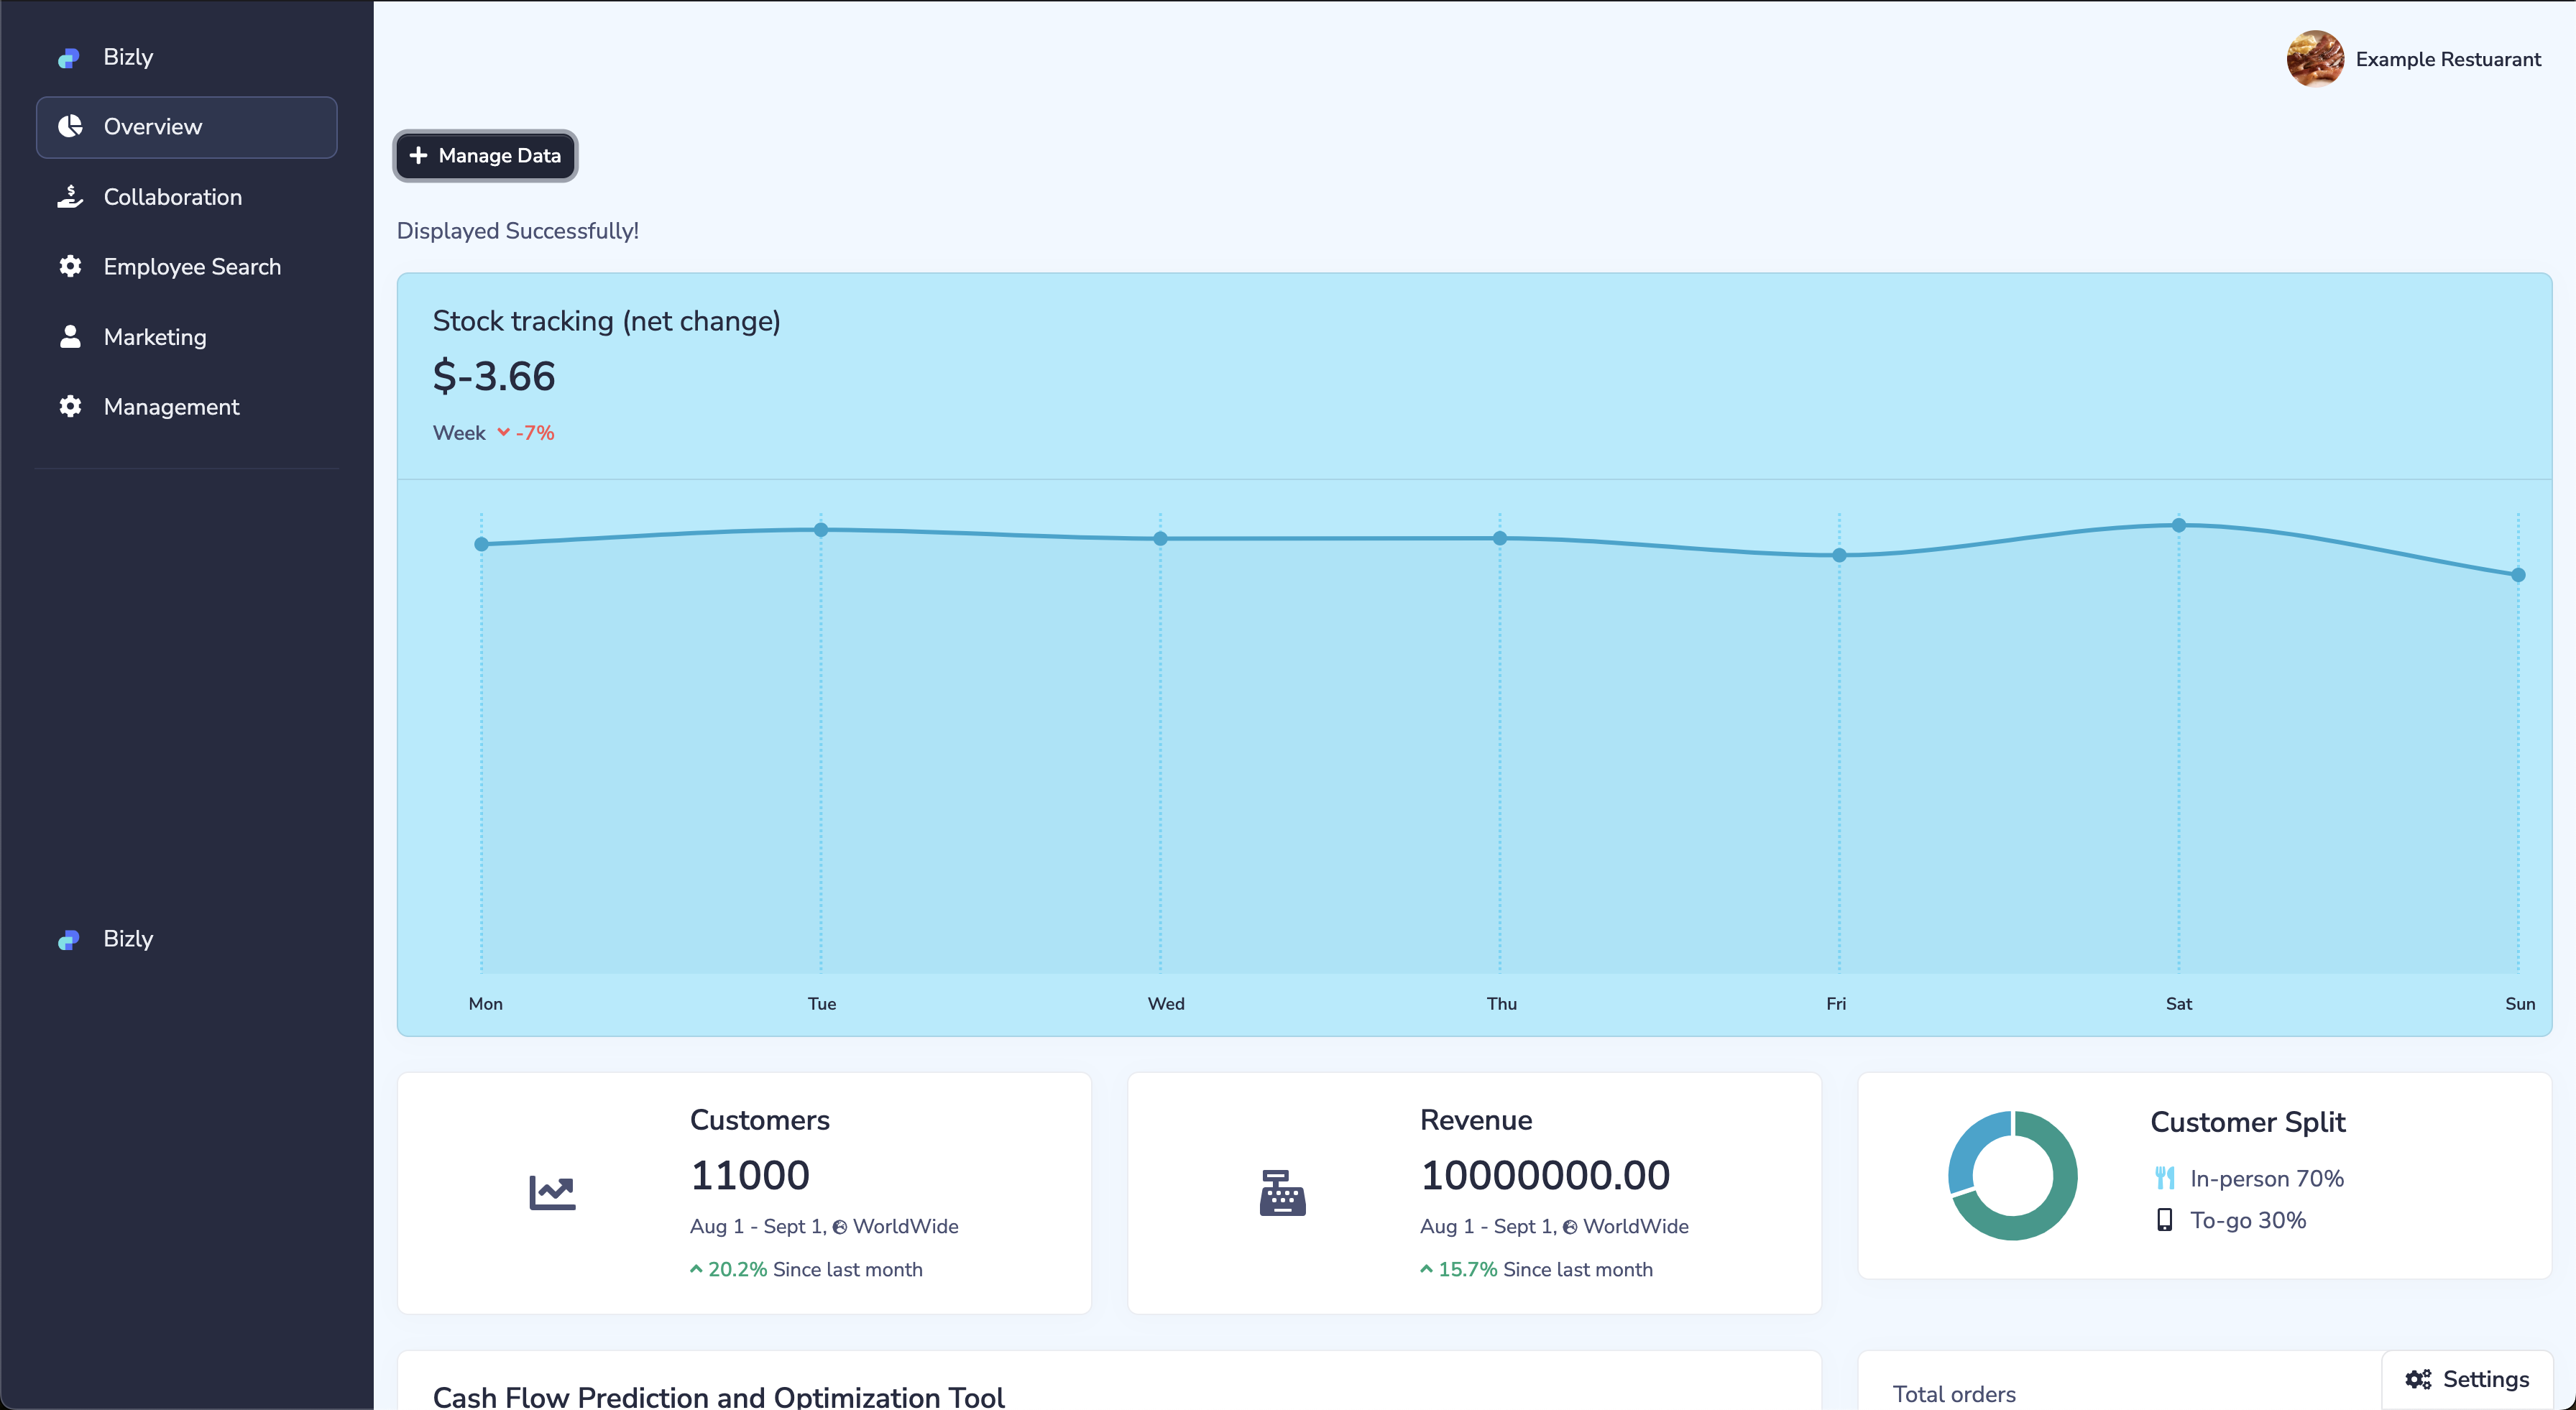 Bizly
Overview
Collaboration
Employee Search
Marketing
Management
Bizly
Example Restuarant
Manage Data
Displayed Successfully!
Stock tracking (net change)
$-3.66
Week -7%
Mon Tue Wed Thu Fri Sat Sun
Customers
11000
Aug 1 - Sept 1, WorldWide
20.2% Since last month
Revenue
10000000.00
Aug 1 - Sept 1, WorldWide
15.7% Since last month
Customer Split
In-person 70%
To-go 30%
Cash Flow Prediction and Optimization Tool
Total orders
Settings